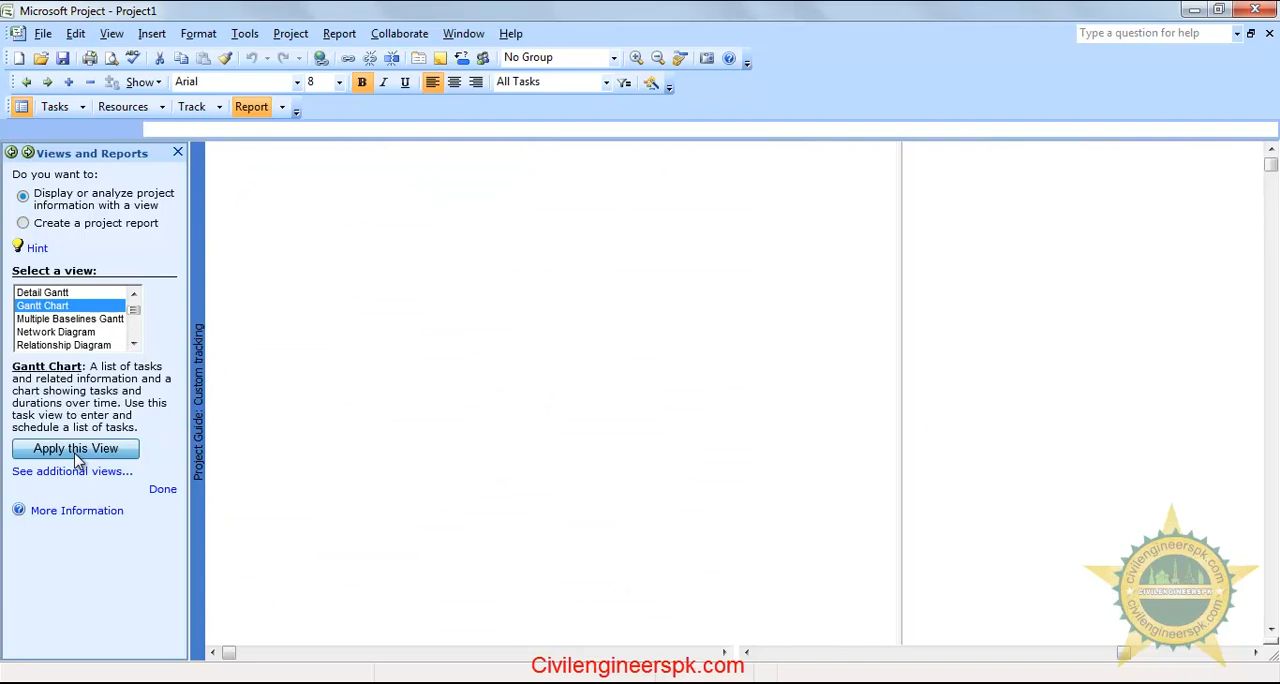 Microsoft Project - Project1
File Edit View Insert Format Tools Project Report Collaborate Window Help
Type a question for help
No Group
Show Arial 8 B I U All Tasks
Tasks Resources Track Report
Views and Reports
Do you want to:
Display or analyze project
information with a view
Create a project report
Hint
Select a view:
Detail Gantt
Gantt Chart
Multiple Baselines Gantt
Network Diagram
Relationship Diagram
Gantt Chart: A list of tasks
and related information and a
chart showing tasks and
durations over time. Use this
task view to enter and
schedule a list of tasks.
Apply this View
See additional views...
Done
More Information
Project Guide: Custom tracking
civilengineerspk.com
CIVILENGINEERSPK
civilengineerspk.com
Civilengineerspk.com